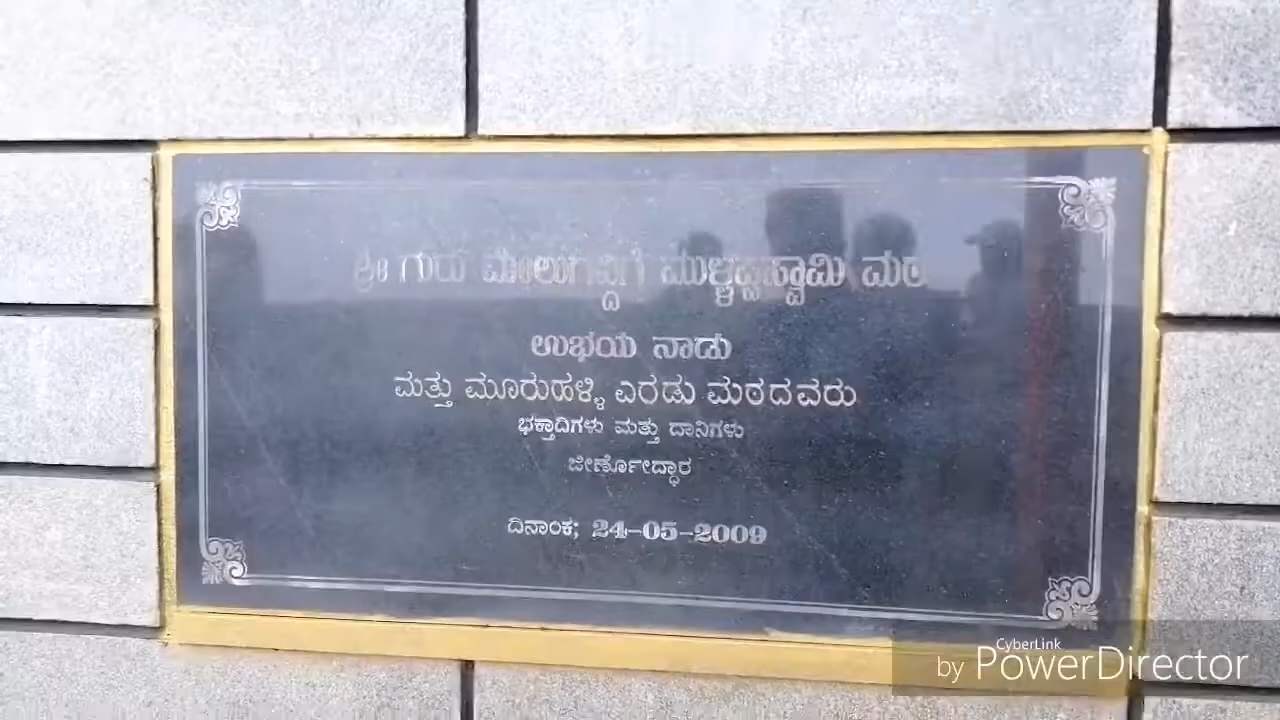 ಶ್ರೀ ಗುರು ಮೇಲುಗದ್ದಿಗೆ ಮುಳ್ಳಪ್ಪಸ್ವಾಮಿ ಮಠ
ಉಭಯ ನಾಡು
ಮತ್ತು ಮೂರುಹಳ್ಳಿ ಎರಡು ಮಠದವರು
ಭಕ್ತಾದಿಗಳು ಮತ್ತು ದಾನಿಗಳು
ಜೀರ್ಣೋದ್ಧಾರ
ದಿನಾಂಕ; 24-05-2009
CyberLink
by PowerDirector